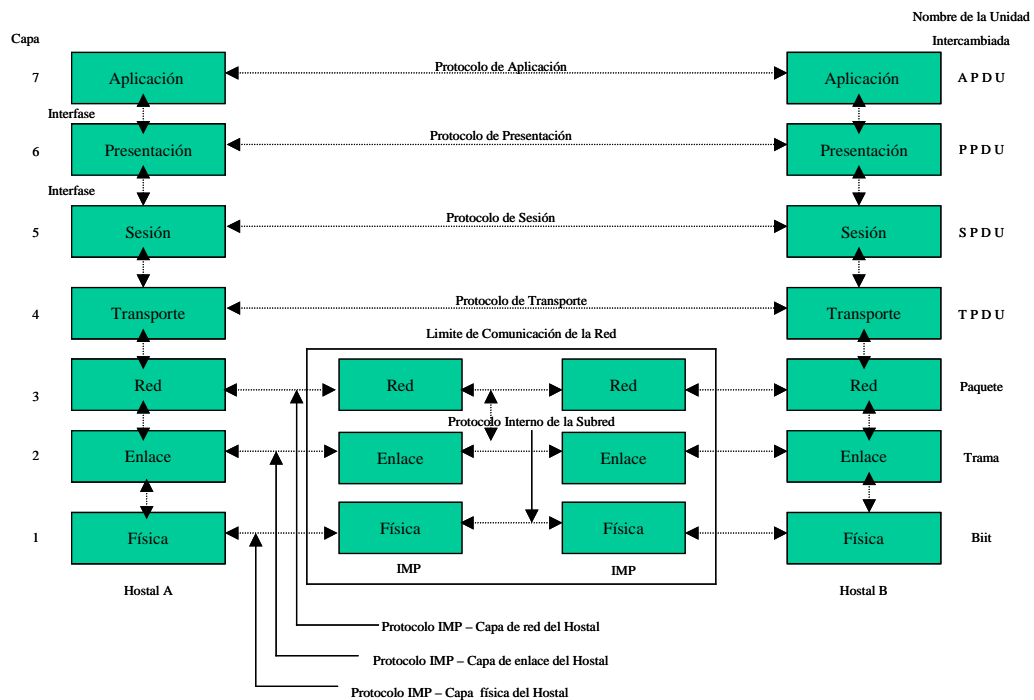 Nombre de la Unidad
Intercambiada
Capa
7
Aplicación
Protocolo de Aplicación
Aplicación
A P D U
Interfase
6
Presentación
Protocolo de Presentación
Presentación
P P D U
Interfase
5
Sesión
Protocolo de Sesión
Sesión
S P D U
4
Transporte
Protocolo de Transporte
Transporte
T P D U
Limite de Comunicación de la Red
3
Red
Red
Red
Red
Paquete
Protocolo Interno de la Subred
2
Enlace
Enlace
Enlace
Enlace
Trama
1
Física
Física
Física
Física
Biit
IMP
IMP
Hostal A
Hostal B
Protocolo IMP – Capa de red del Hostal
Protocolo IMP – Capa de enlace del Hostal
Protocolo IMP – Capa física del Hostal